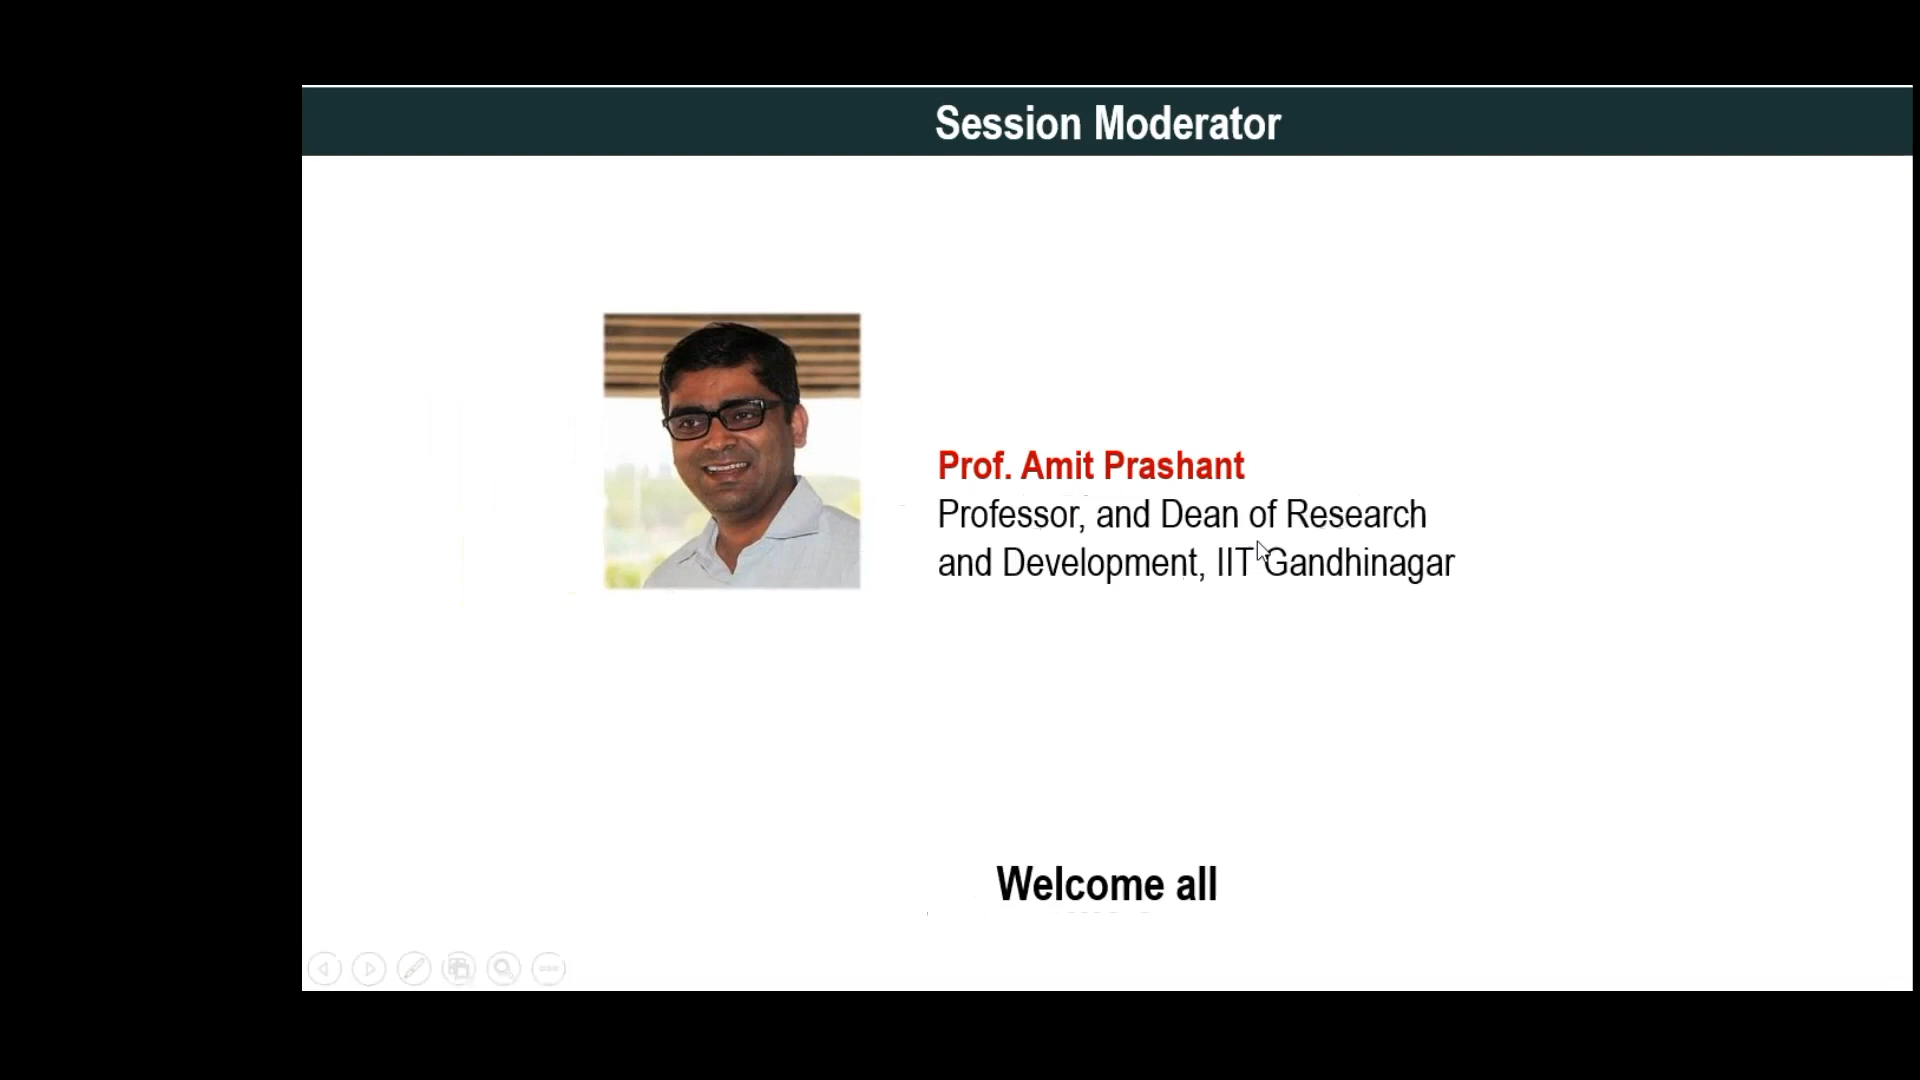 Session Moderator
Prof. Amit Prashant
Professor, and Dean of Research
and Development, IIT Gandhinagar
Welcome all